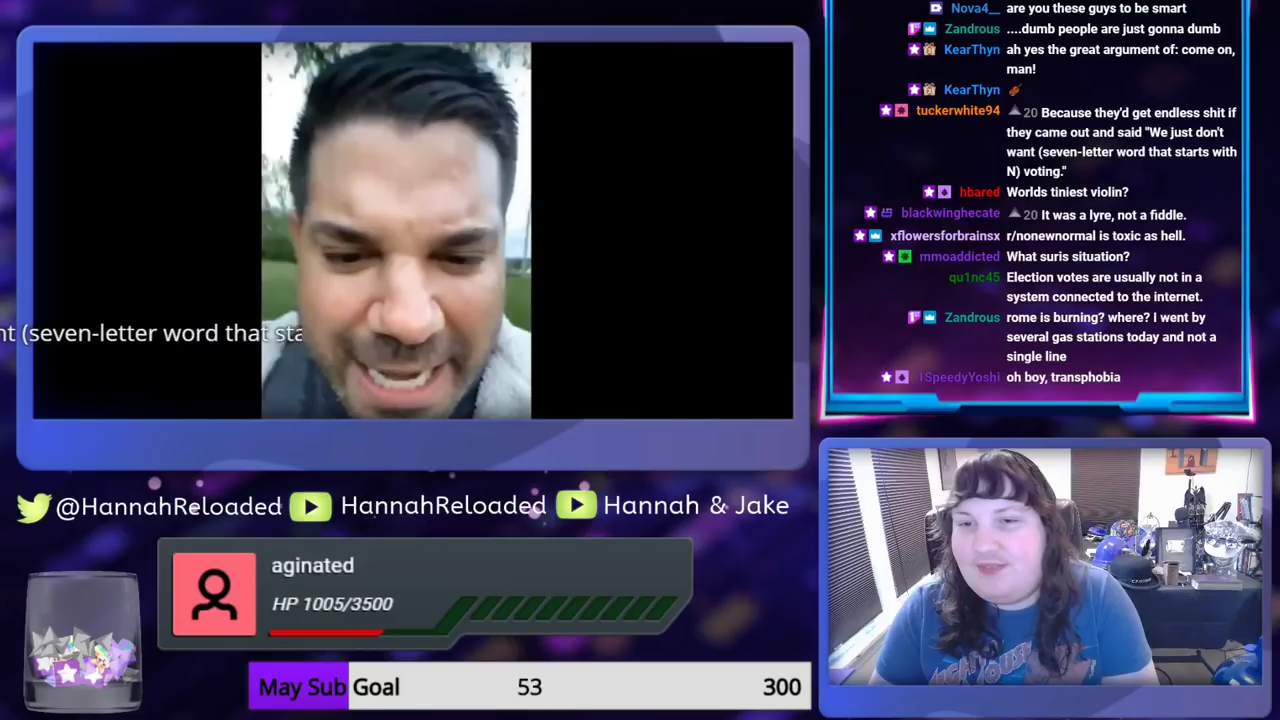 Nova4__ are you these guys to be smart
Zandrous ....dumb people are just gonna dumb
KearThyn ah yes the great argument of: come on,
man!
KearThyn
tuckerwhite94 20 Because they'd get endless shit if
they came out and said "We just don't
want (seven-letter word that starts with
N) voting."
hbared Worlds tiniest violin?
blackwinghecate 20 It was a lyre, not a fiddle.
xflowersforbrainsx r/nonewnormal is toxic as hell.
mmoaddicted What suris situation?
qu1nc45 Election votes are usually not in a
system connected to the internet.
Zandrous rome is burning? where? I went by
several gas stations today and not a
single line
1SpeedyYoshi oh boy, transphobia
nt (seven-letter word that sta
@HannahReloaded HannahReloaded Hannah & Jake
aginated
HP 1005/3500
May Sub Goal 53 300